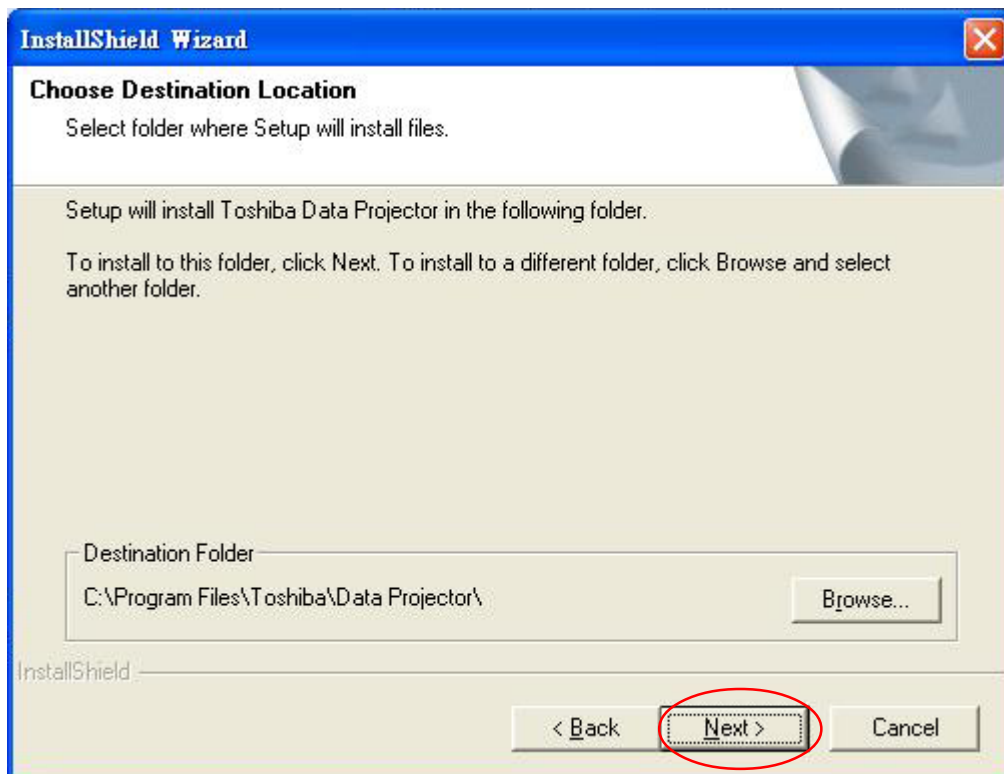 InstallShield Wizard
Choose Destination Location
Select folder where Setup will install files.
Setup will install Toshiba Data Projector in the following folder.
To install to this folder, click Next. To install to a different folder, click Browse and select
another folder.
Destination Folder
C:\Program Files\Toshiba\Data Projector\
Browse...
InstallShield
< Back
Next >
Cancel